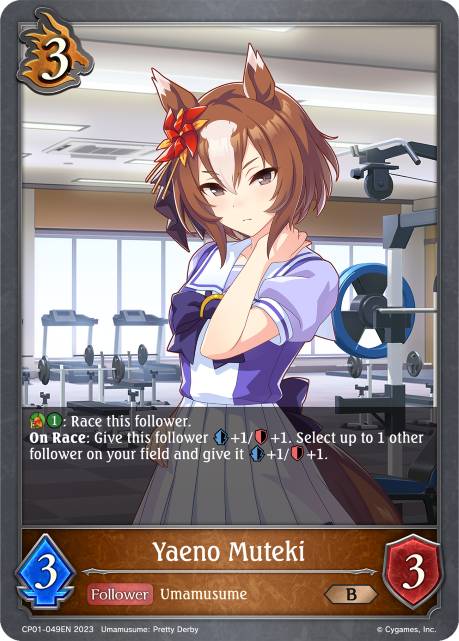 3
1: Race this follower.
On Race: Give this follower +1/+1. Select up to 1 other
follower on your field and give it +1/+1.
Yaeno Muteki
3
Follower Umamusume
B
3
CP01-049EN 2023 Umamusume: Pretty Derby © Cygames, Inc.